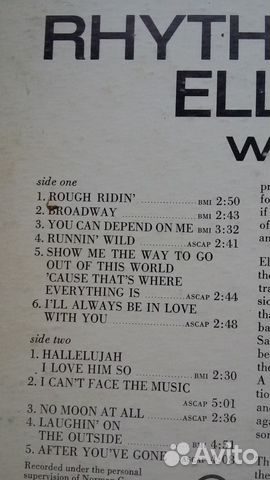 RHYTH
ELL
W
side one
1. ROUGH RIDIN' BMI 2:50
2. BROADWAY BMI 2:43
3. YOU CAN DEPEND ON ME BMI 3:32
4. RUNNIN' WILD ASCAP 2:41
5. SHOW ME THE WAY TO GO
OUT OF THIS WORLD
'CAUSE THAT'S WHERE
EVERYTHING IS ASCAP 2:44
6. I'LL ALWAYS BE IN LOVE
WITH YOU ASCAP 2:48
side two
1. HALLELUJAH
I LOVE HIM SO BMI 2:30
2. I CAN'T FACE THE MUSIC
ASCAP 5:01
3. NO MOON AT ALL ASCAP 2:36
4. LAUGHIN' ON
THE OUTSIDE BMI 4:51
5. AFTER YOU'VE GONE
Recorded under the personal
supervision of Norman
Avito